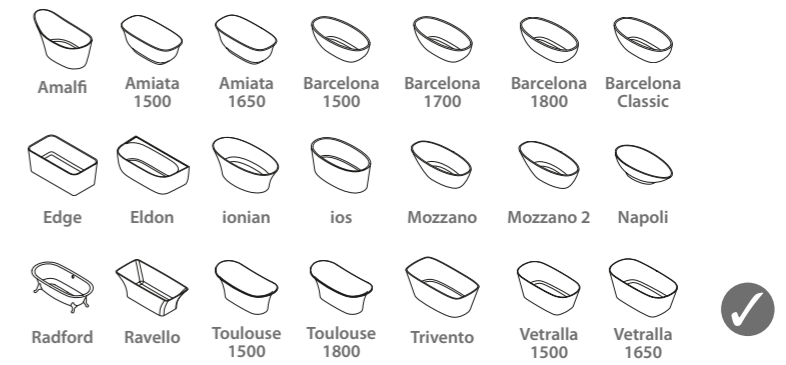 Amalfi
Amiata
1500
Amiata
1650
Barcelona
1500
Barcelona
1700
Barcelona
1800
Barcelona
Classic
Edge
Eldon
ionian
ios
Mozzano
Mozzano 2
Napoli
Radford
Ravello
Toulouse
1500
Toulouse
1800
Trivento
Vetralla
1500
Vetralla
1650